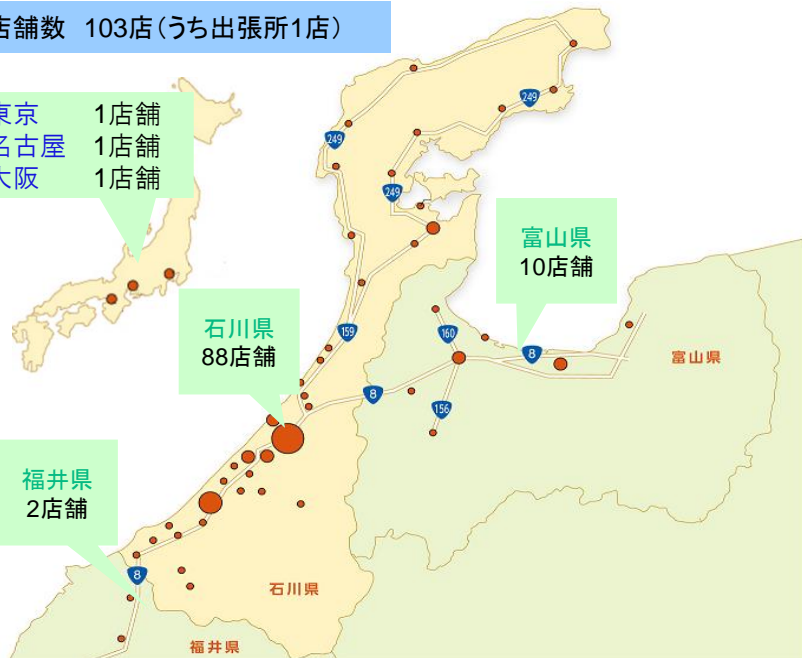 店舗数 103店(うち出張所1店)
東京 1店舗
名古屋 1店舗
大阪 1店舗
249
249
249
富山県
10店舗
石川県
88店舗
159
160
8
富山県
8
156
福井県
2店舗
8
石川県
福井県